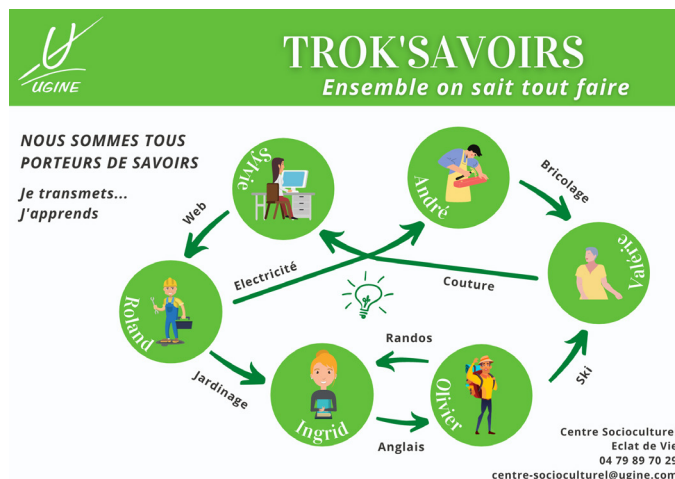 UGINE
TROK'SAVOIRS
Ensemble on sait tout faire
NOUS SOMMES TOUS
PORTEURS DE SAVOIRS
Je transmets...
J'apprends
Sylvie
André
Bricolage
Web
Valérie
Electricité
Couture
Roland
Randos
Jardinage
Olivier
Ski
Ingrid
Anglais
Centre Socioculturel
Eclat de Vie
04 79 89 70 29
centre-socioculturel@ugine.com